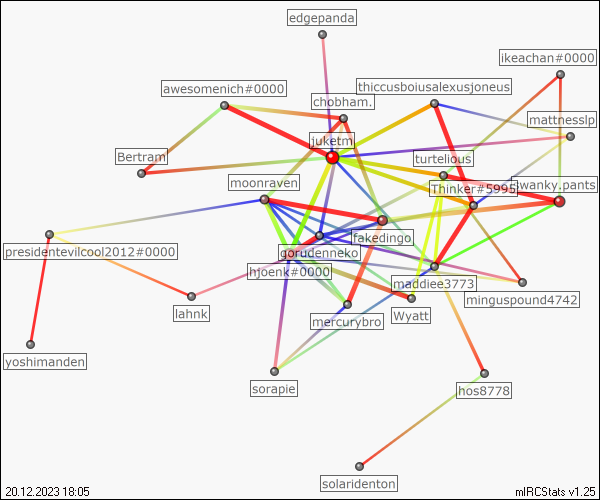 edgepanda
ikeachan#0000
awesomenich#0000
thiccusboiusalexusjoneus
chobham.
mattnesslp
juketm
Bertram
turtelious
moonraven
Thinker#5995
wanky.pants
fakedingo
presidentevilcool2012#0000
gorudenneko
hjoenk#0000
maddiee3773
minguspound4742
lahnk
mercurybro
Wyatt
yoshimanden
sorapie
hos8778
solaridenton
20.12.2023 18:05
mIRCStats v1.25